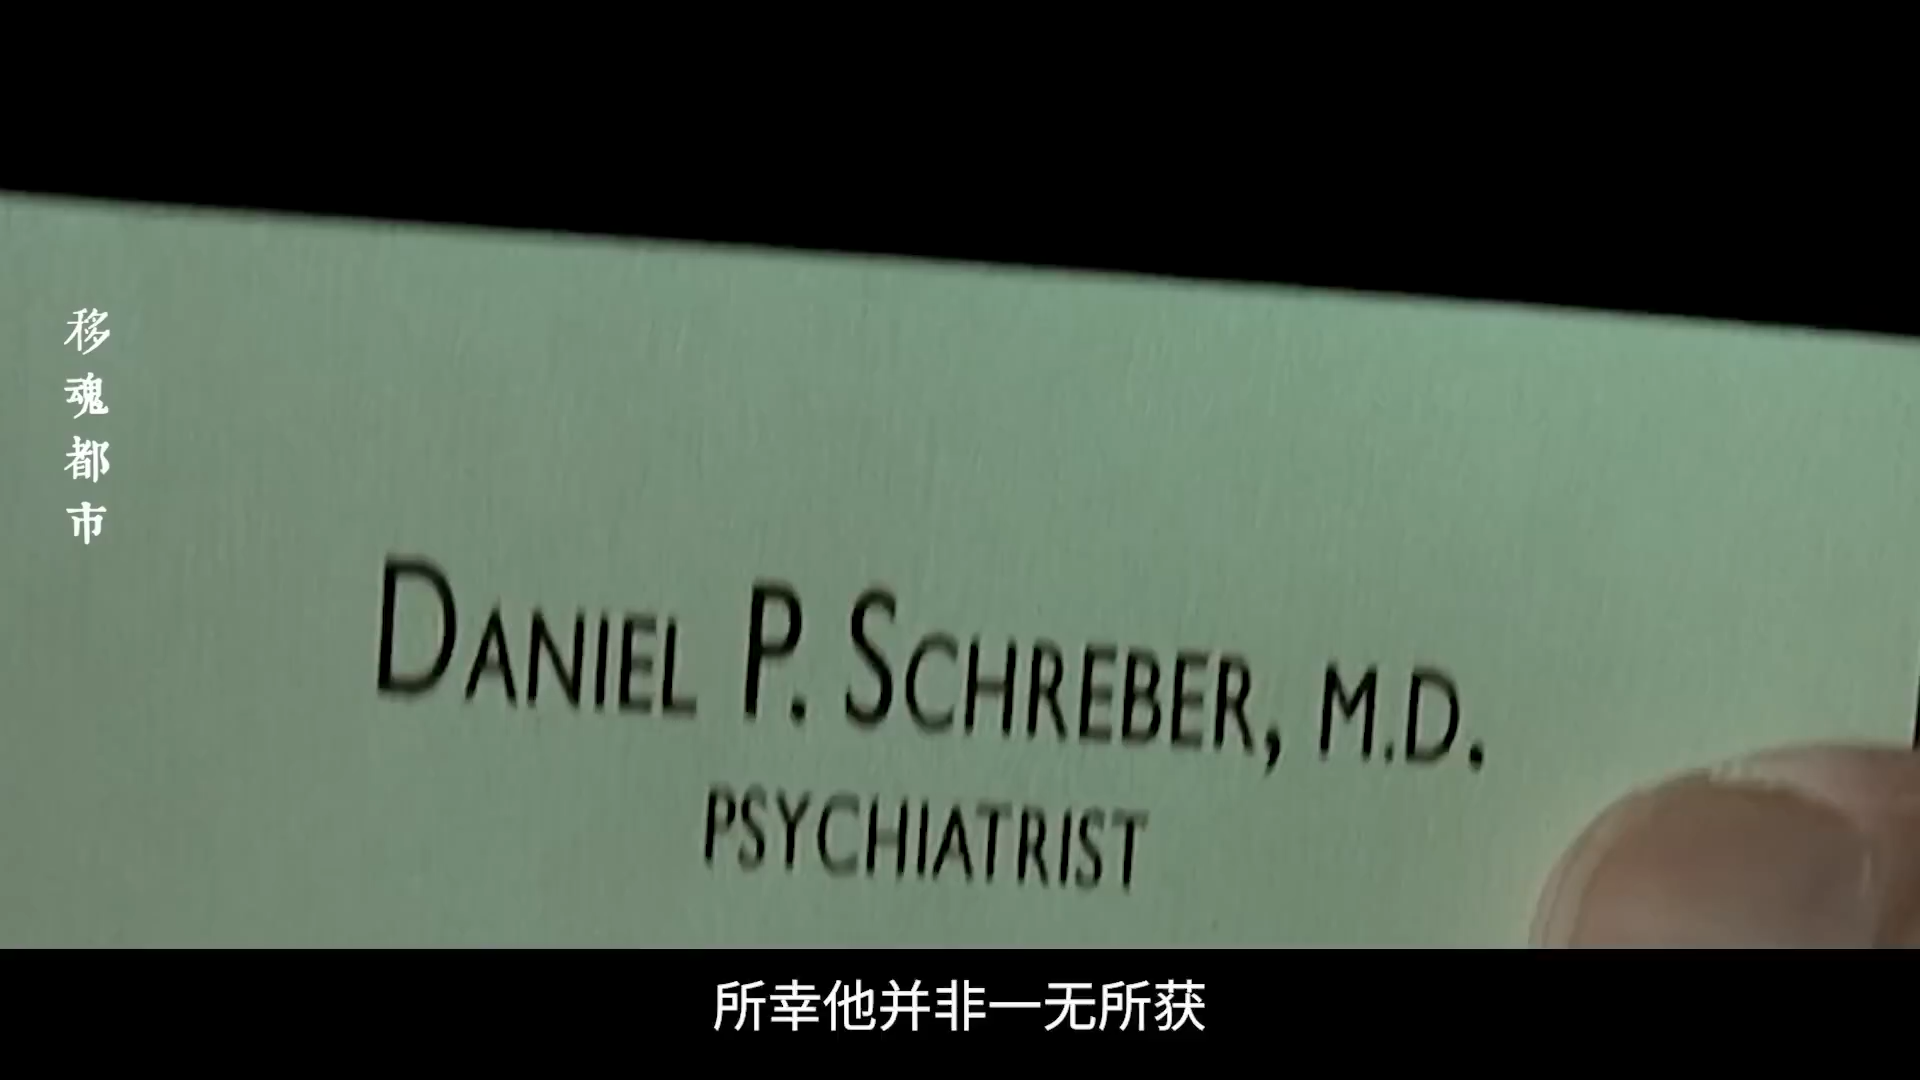 移魂都市
DANIEL P. SCHREBER, M.D.
PSYCHIATRIST
所幸他并非一无所获